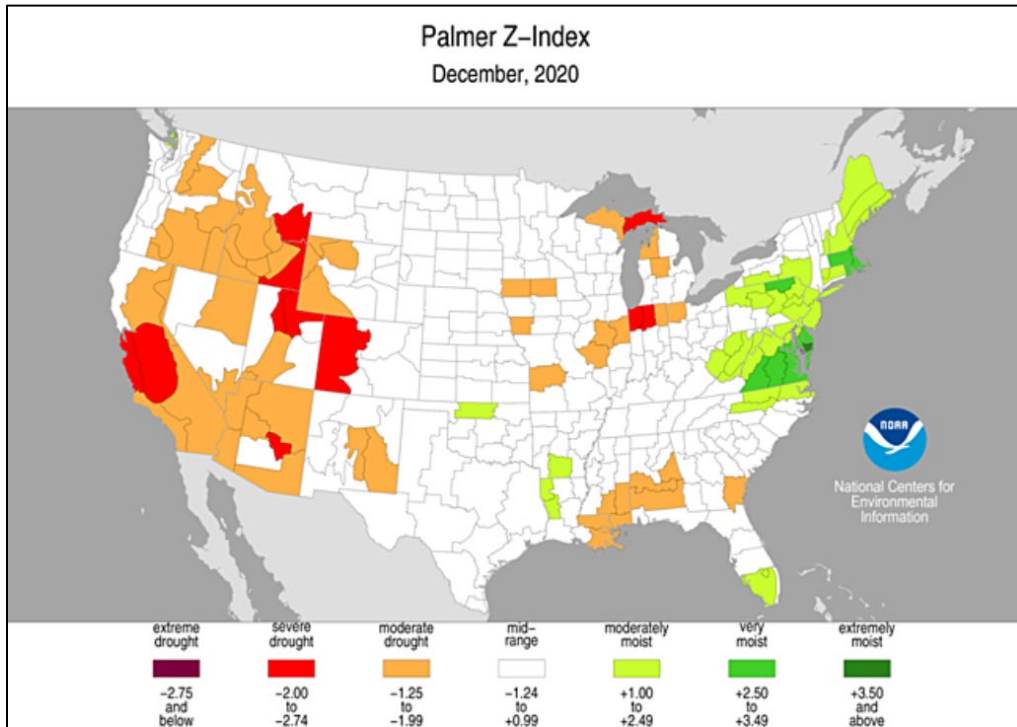 Palmer Z-Index
December, 2020
NOAA
National Centers for
Environmental
Information
extreme drought
severe drought
moderate drought
mid-range
moderately moist
very moist
extremely moist
-2.75 and below
-2.00 to -2.74
-1.25 to -1.99
-1.24 to +0.99
+1.00 to +2.49
+2.50 to +3.49
+3.50 and above